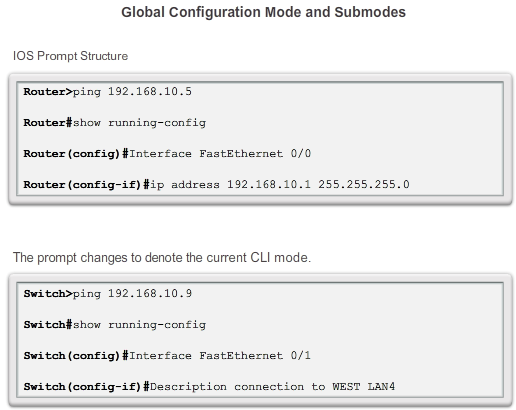 Global Configuration Mode and Submodes
IOS Prompt Structure
Router>ping 192.168.10.5
Router#show running-config
Router(config)#Interface FastEthernet 0/0
Router(config-if)#ip address 192.168.10.1 255.255.255.0
The prompt changes to denote the current CLI mode.
Switch>ping 192.168.10.9
Switch#show running-config
Switch(config)#Interface FastEthernet 0/1
Switch(config-if)#Description connection to WEST LAN4